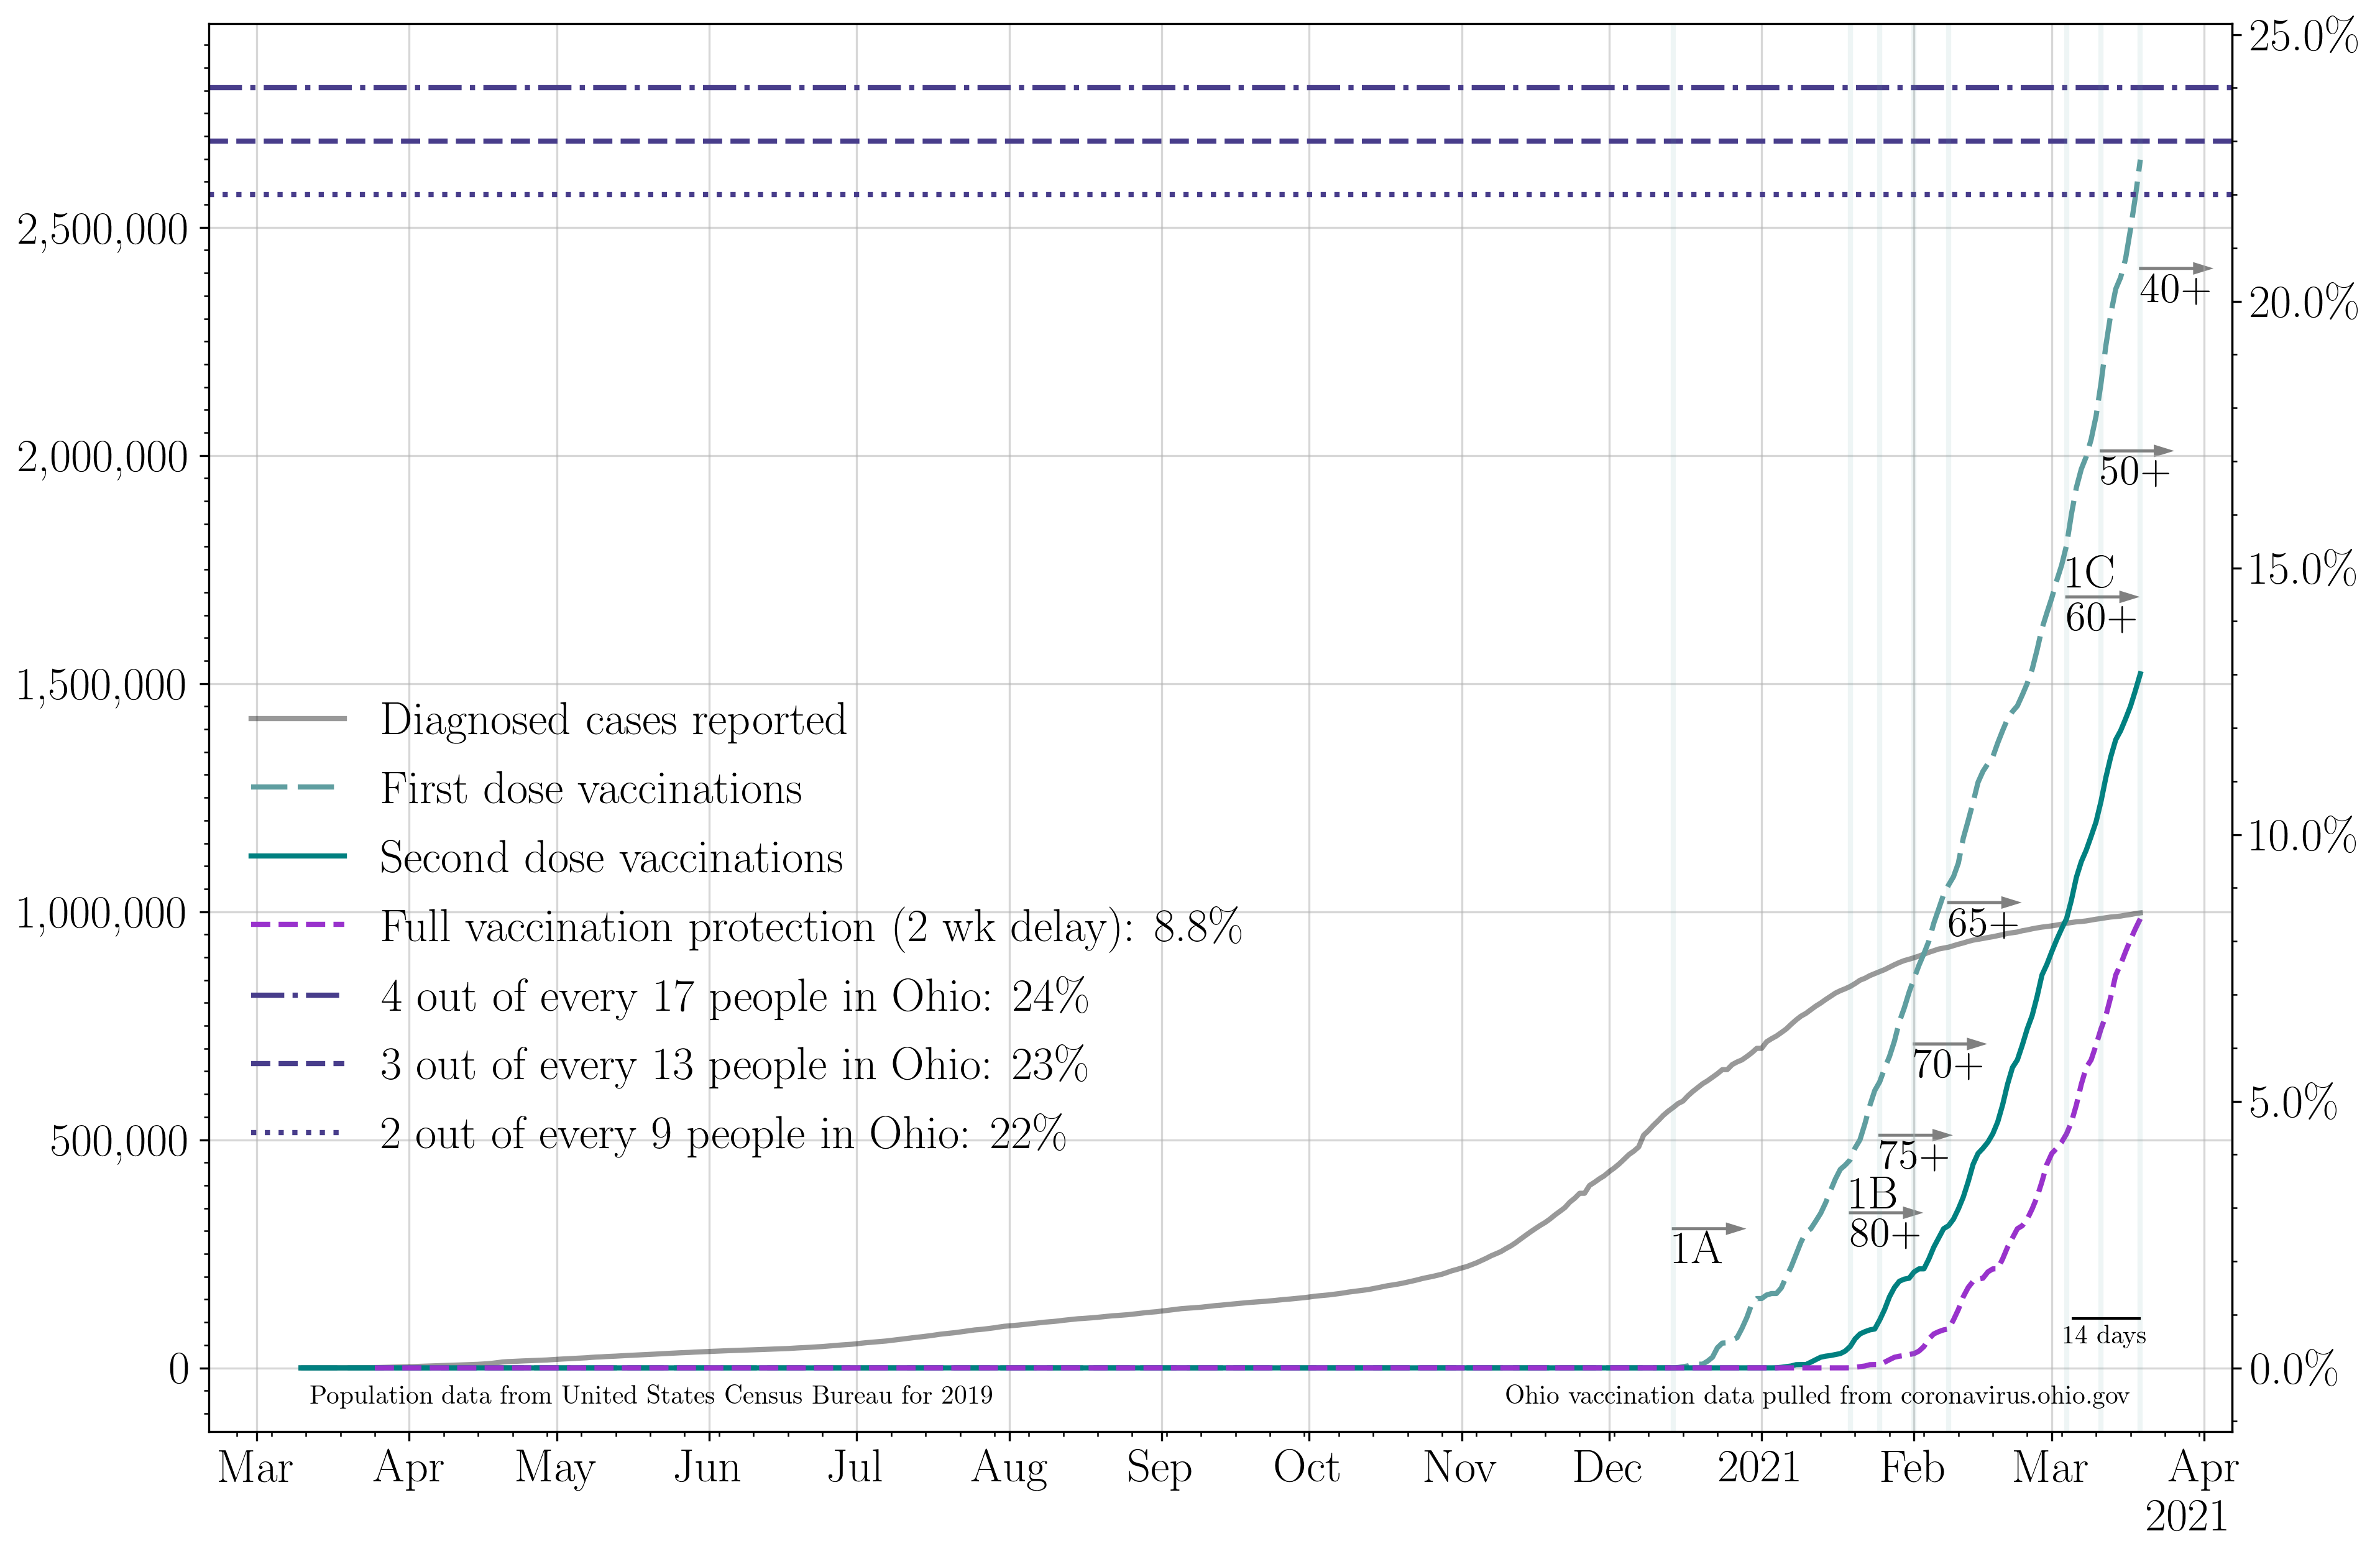 25.0%
2,500,000
40+
20.0%
2,000,000
50+
1C
15.0%
60+
1,500,000
Diagnosed cases reported
First dose vaccinations
10.0%
Second dose vaccinations
1,000,000
Full vaccination protection (2 wk delay): 8.8%
65+
4 out of every 17 people in Ohio: 24%
3 out of every 13 people in Ohio: 23%
70+
5.0%
500,000
2 out of every 9 people in Ohio: 22%
75+
1B
80+
1A
14 days
0
0.0%
Population data from United States Census Bureau for 2019
Ohio vaccination data pulled from coronavirus.ohio.gov
Mar Apr May Jun Jul Aug Sep Oct Nov Dec 2021 Feb Mar Apr
2021